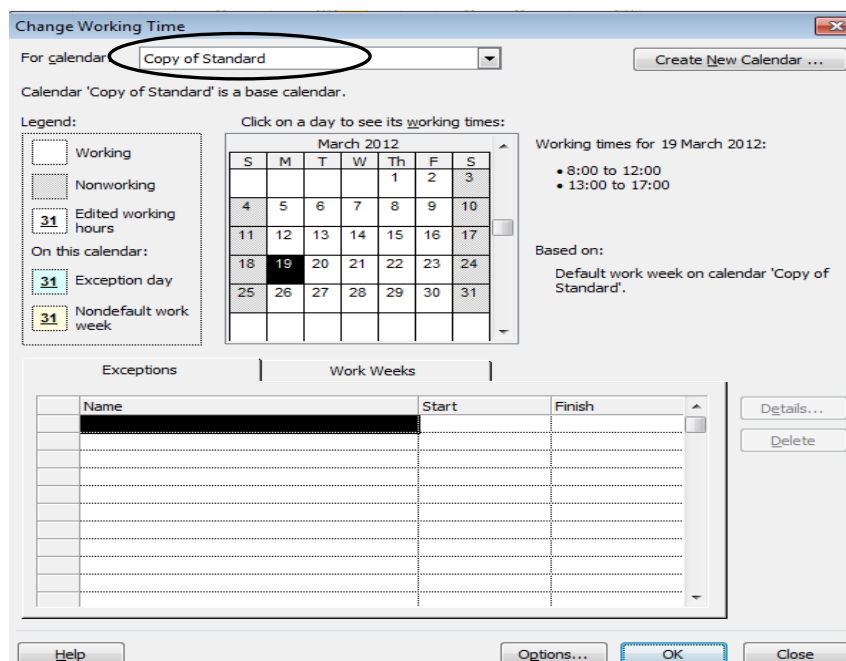 Change Working Time
For calendar: Copy of Standard Create New Calendar ...
Calendar 'Copy of Standard' is a base calendar.
Legend: Click on a day to see its working times:
Working
Nonworking
31 Edited working hours
On this calendar:
31 Exception day
31 Nondefault work week
March 2012
S M T W Th F S
1 2 3
4 5 6 7 8 9 10
11 12 13 14 15 16 17
18 19 20 21 22 23 24
25 26 27 28 29 30 31
Working times for 19 March 2012:
• 8:00 to 12:00
• 13:00 to 17:00
Based on:
Default work week on calendar 'Copy of
Standard'.
Exceptions Work Weeks
Name Start Finish
Details...
Delete
Help Options... OK Close